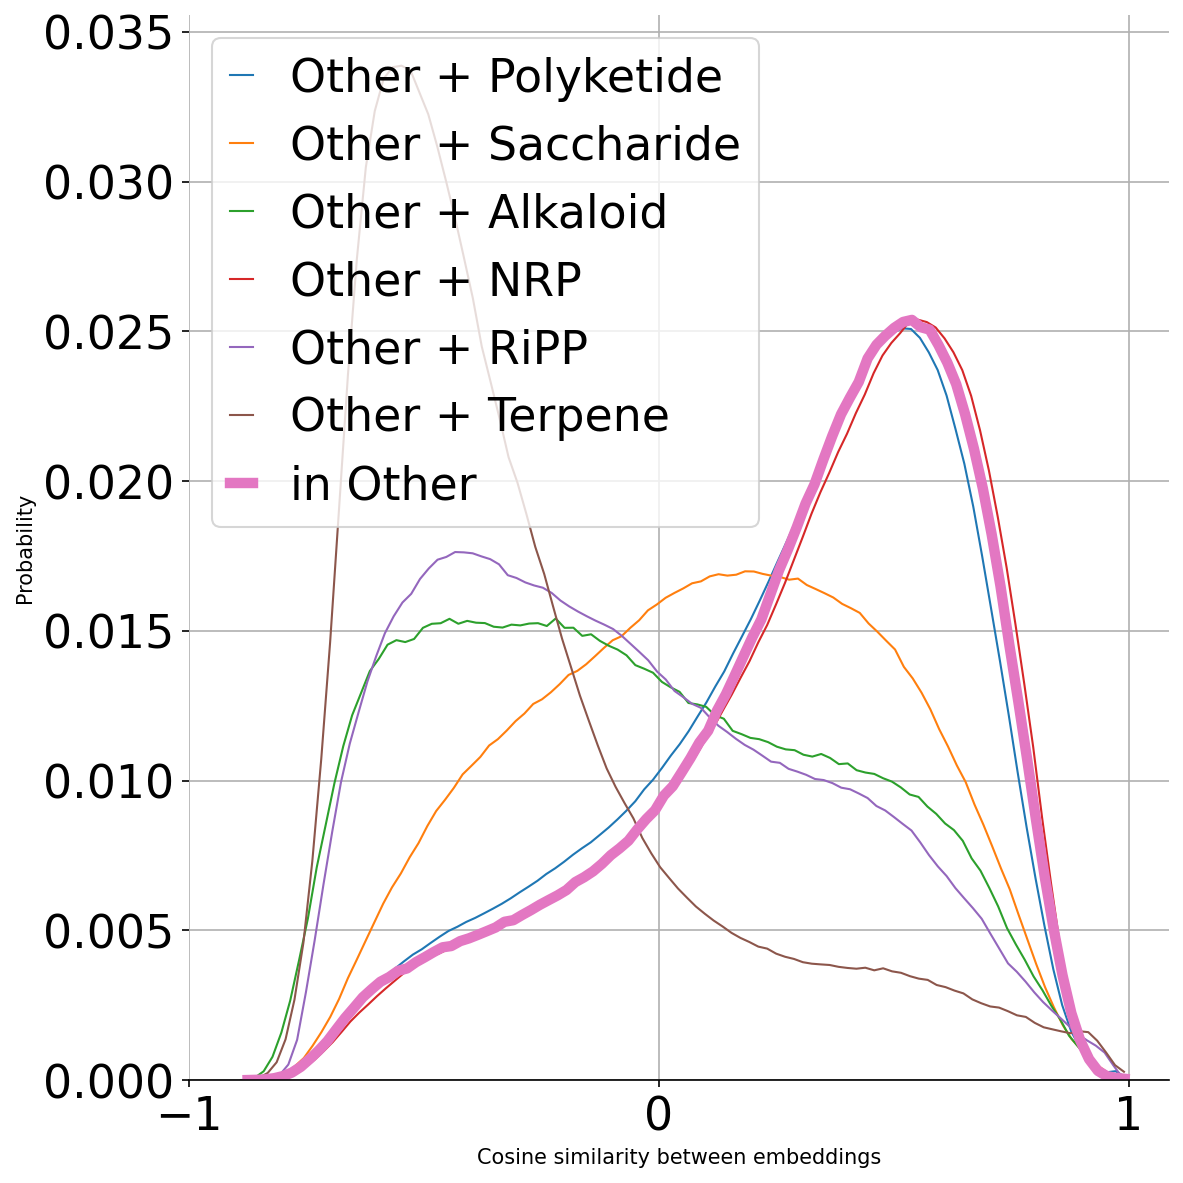 0.035
0.030
0.025
0.020
0.015
0.010
0.005
0.000
Probability
Other + Polyketide
Other + Saccharide
Other + Alkaloid
Other + NRP
Other + RiPP
Other + Terpene
in Other
−1
0
1
Cosine similarity between embeddings